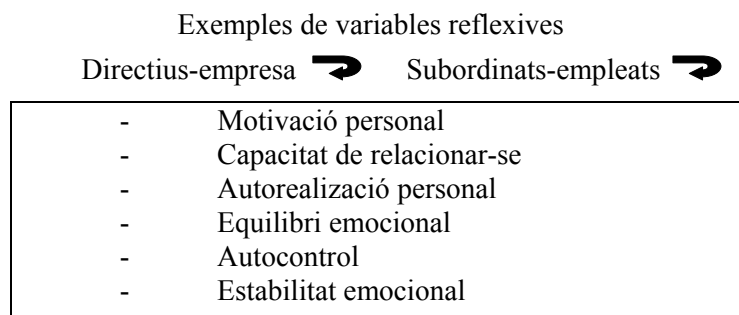 Exemples de variables reflexives
Directius-empresa Subordinats-empleats
- Motivació personal
- Capacitat de relacionar-se
- Autorealizació personal
- Equilibri emocional
- Autocontrol
- Estabilitat emocional